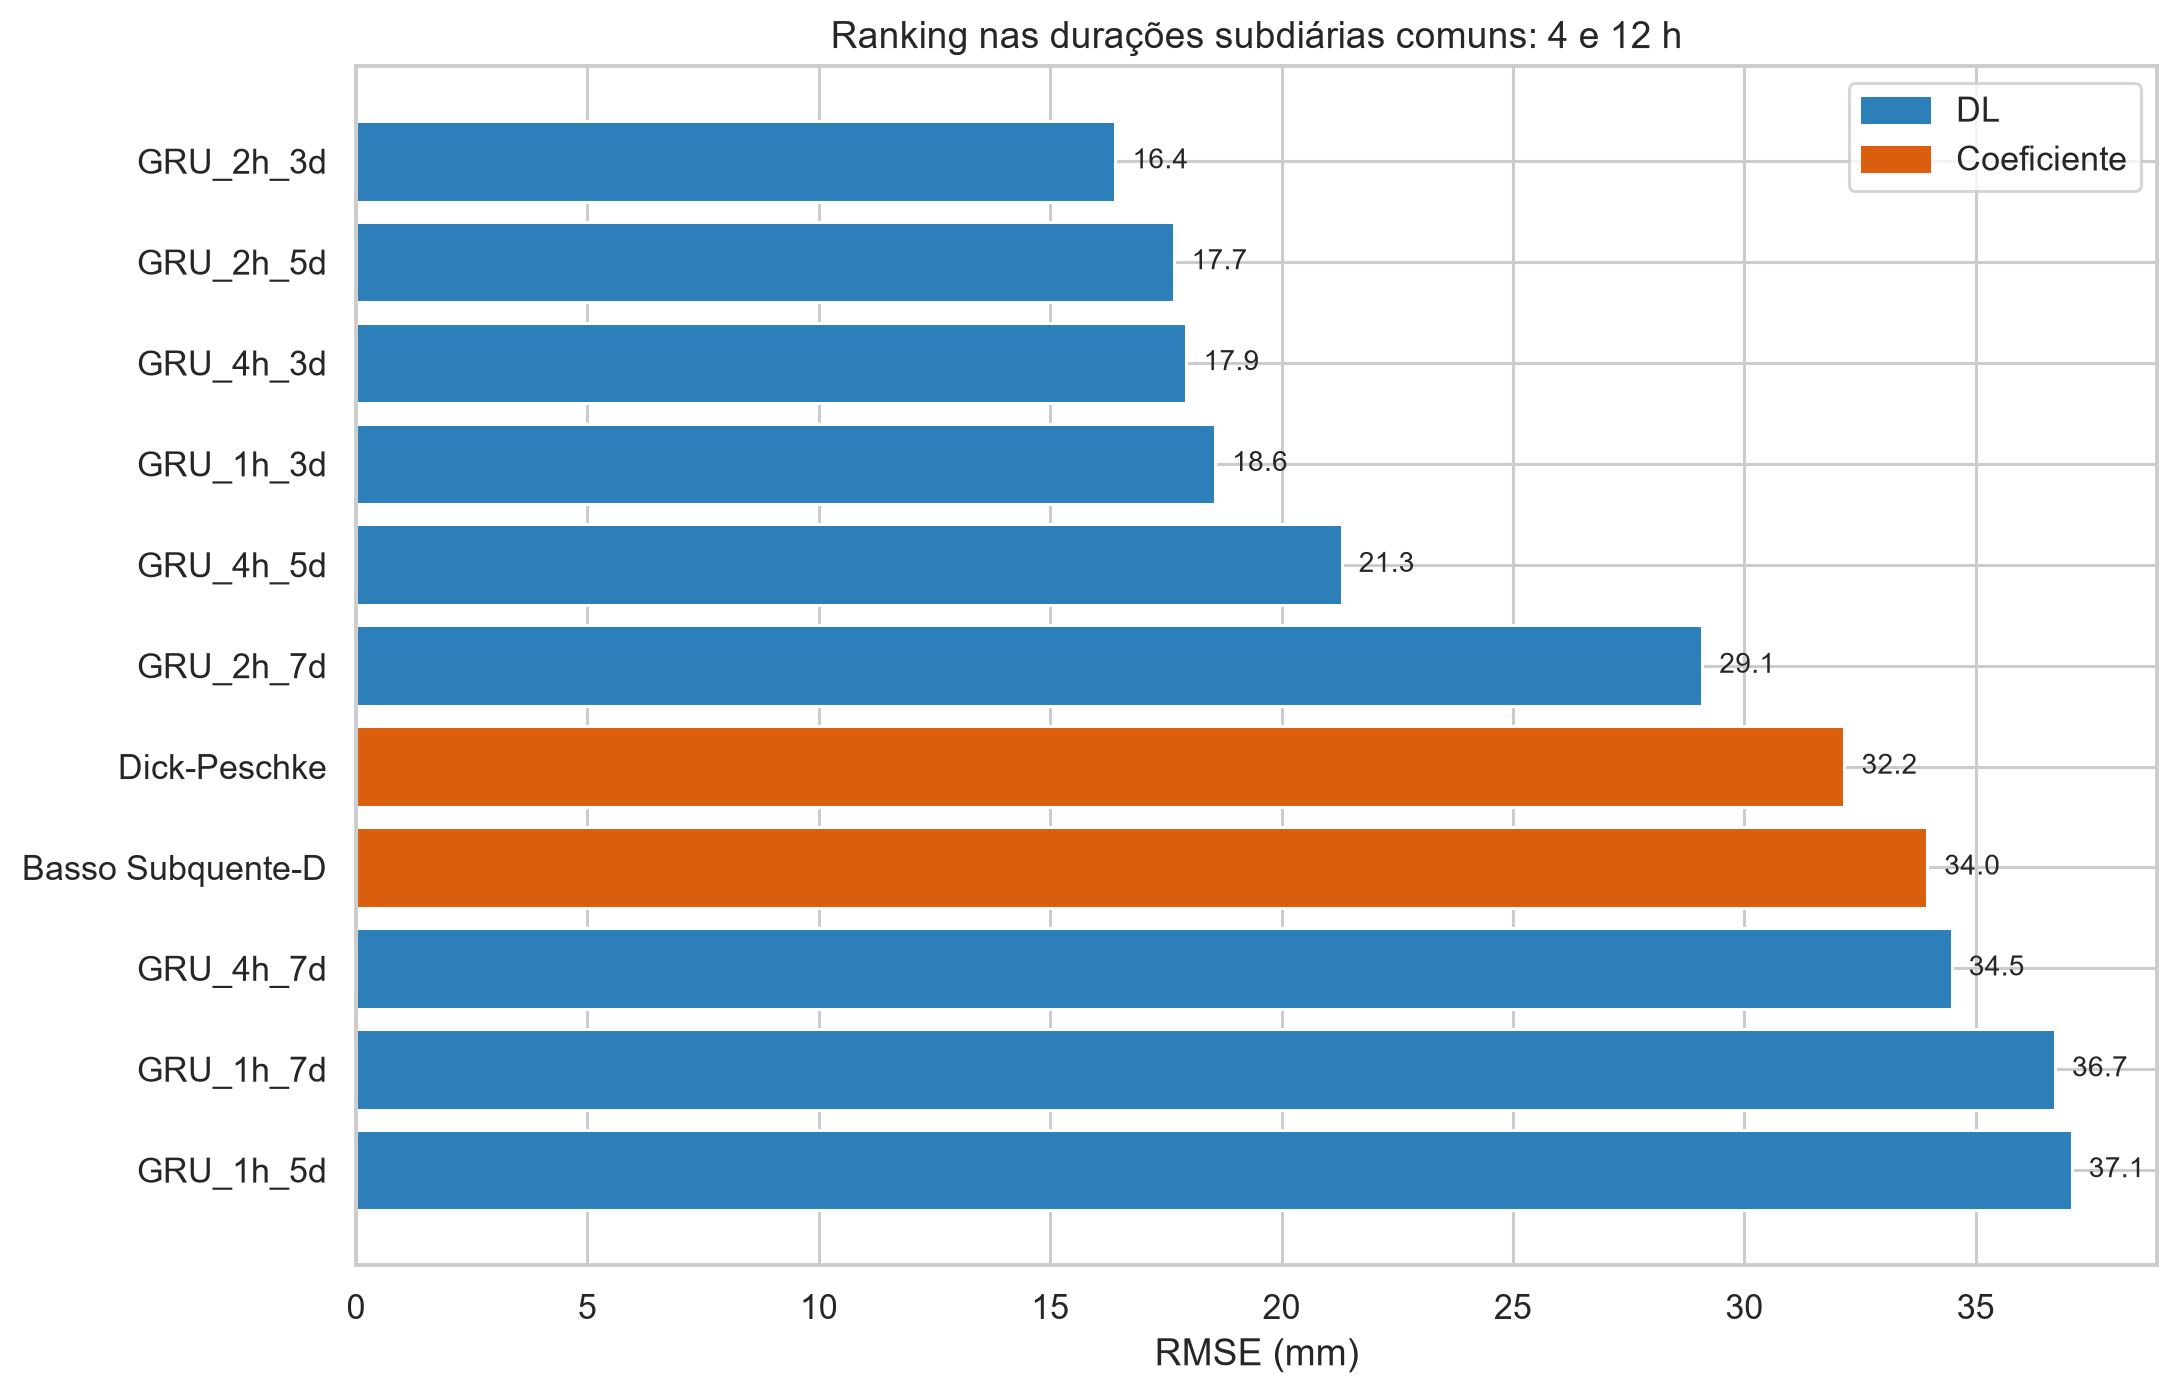 Ranking nas durações subdiárias comuns: 4 e 12 h
DL
Coeficiente
GRU_2h_3d 16.4
GRU_2h_5d 17.7
GRU_4h_3d 17.9
GRU_1h_3d 18.6
GRU_4h_5d 21.3
GRU_2h_7d 29.1
Dick-Peschke 32.2
Basso Subquente-D 34.0
GRU_4h_7d 34.5
GRU_1h_7d 36.7
GRU_1h_5d 37.1
0 5 10 15 20 25 30 35
RMSE (mm)